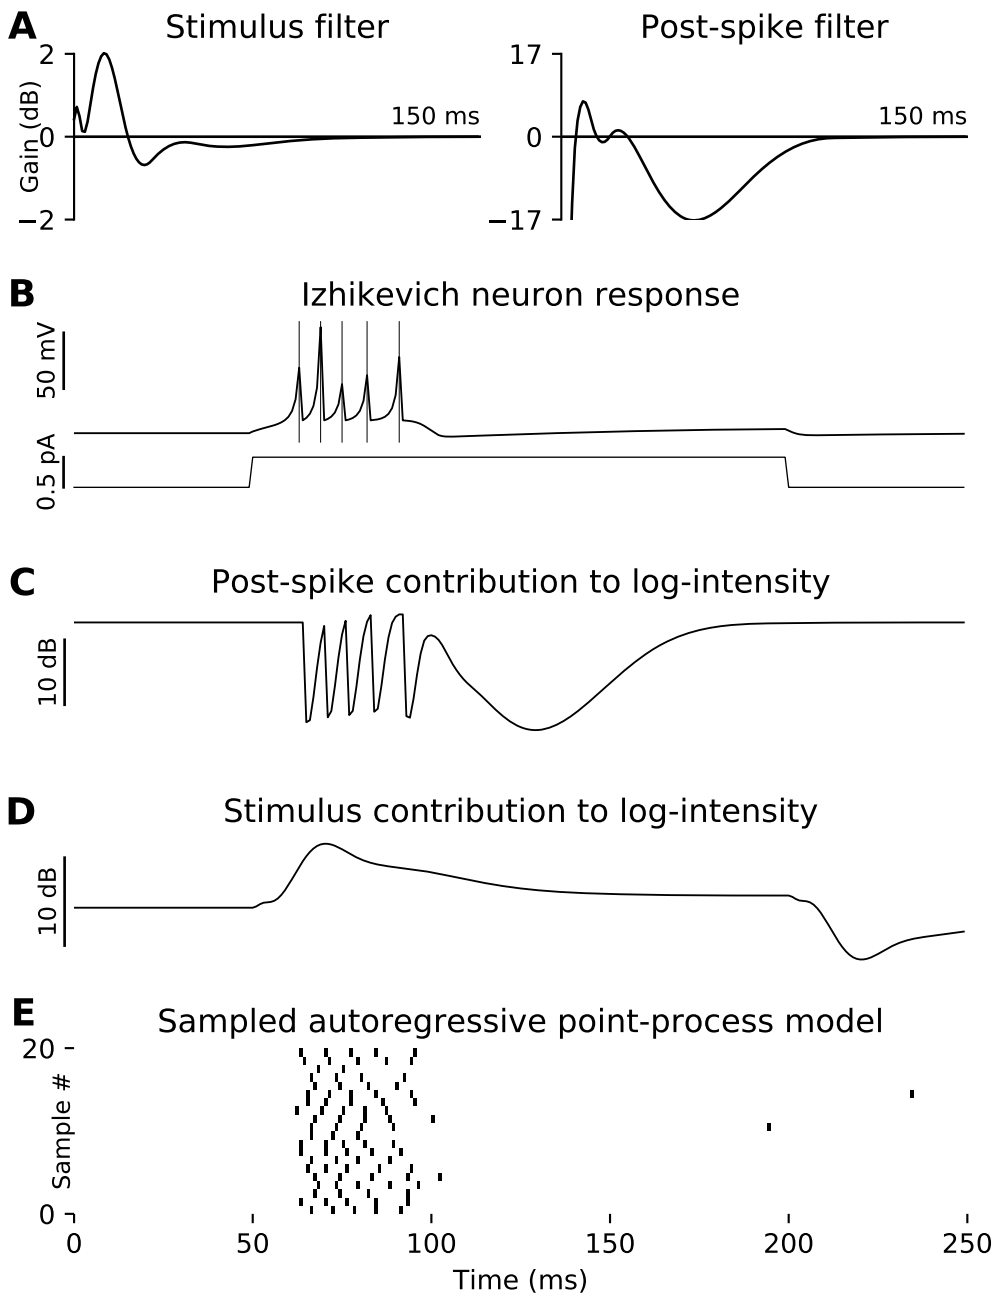 A
Stimulus filter
Post-spike filter
2
0
−2
Gain (dB)
150 ms
17
0
−17
150 ms
B
Izhikevich neuron response
50 mV
0.5 pA
C
Post-spike contribution to log-intensity
10 dB
D
Stimulus contribution to log-intensity
10 dB
E
Sampled autoregressive point-process model
20
0
Sample #
0 50 100 150 200 250
Time (ms)